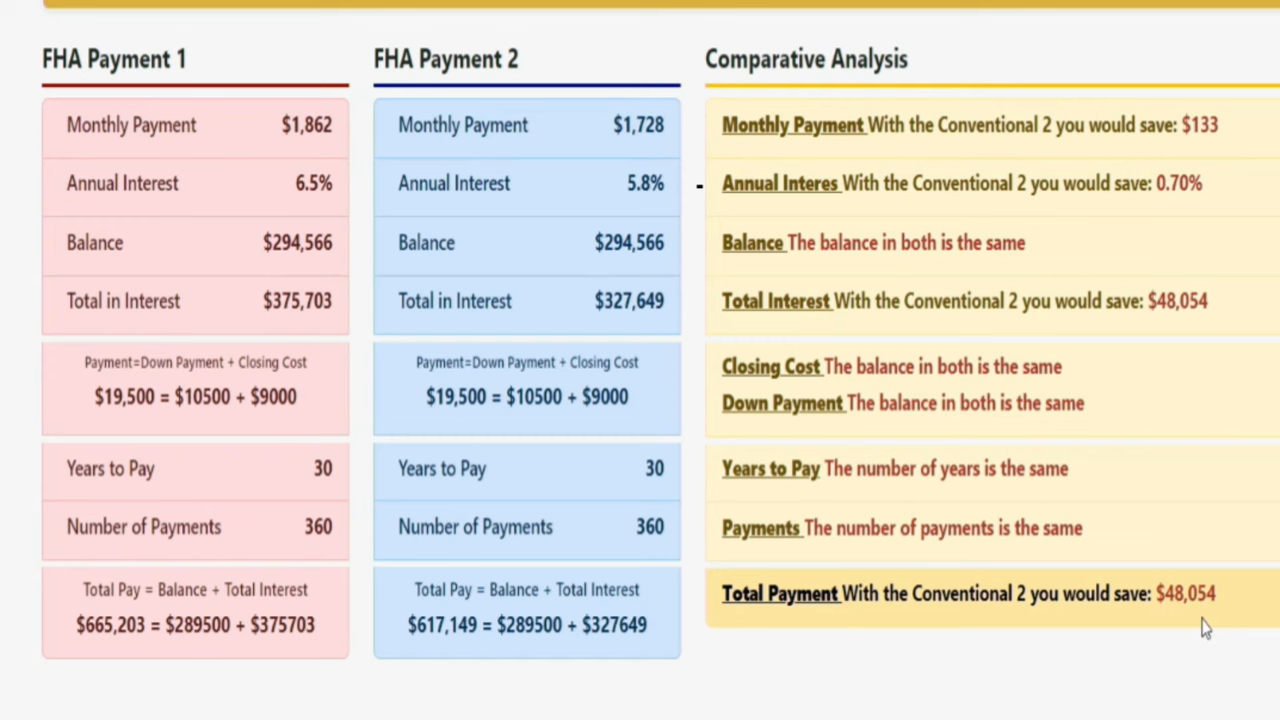 FHA Payment 1
Monthly Payment $1,862
Annual Interest 6.5%
Balance $294,566
Total in Interest $375,703
Payment=Down Payment + Closing Cost
$19,500 = $10500 + $9000
Years to Pay 30
Number of Payments 360
Total Pay = Balance + Total Interest
$665,203 = $289500 + $375703
FHA Payment 2
Monthly Payment $1,728
Annual Interest 5.8%
Balance $294,566
Total in Interest $327,649
Payment=Down Payment + Closing Cost
$19,500 = $10500 + $9000
Years to Pay 30
Number of Payments 360
Total Pay = Balance + Total Interest
$617,149 = $289500 + $327649
Comparative Analysis
Monthly Payment With the Conventional 2 you would save: $133
- Annual Interes With the Conventional 2 you would save: 0.70%
Balance The balance in both is the same
Total Interest With the Conventional 2 you would save: $48,054
Closing Cost The balance in both is the same
Down Payment The balance in both is the same
Years to Pay The number of years is the same
Payments The number of payments is the same
Total Payment With the Conventional 2 you would save: $48,054